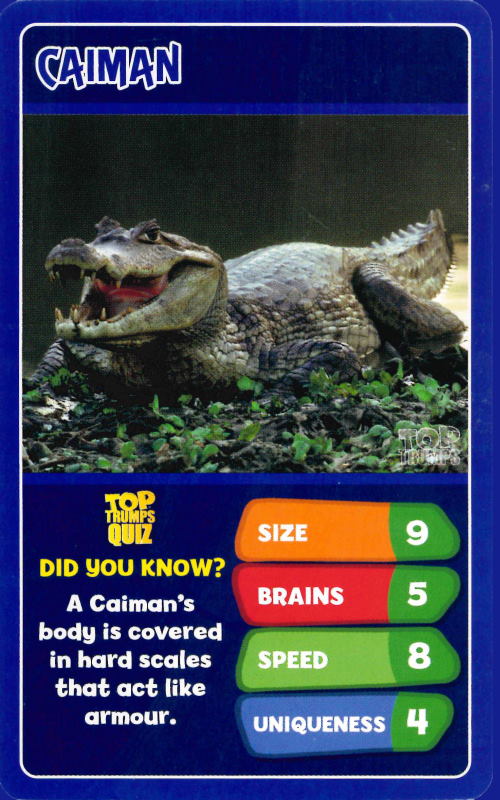 CAIMAN
TOP
TRUMPS
TOP
TRUMPS
QUIZ
DID YOU KNOW?
A Caiman's
body is covered
in hard scales
that act like
armour.
SIZE 9
BRAINS 5
SPEED 8
UNIQUENESS 4